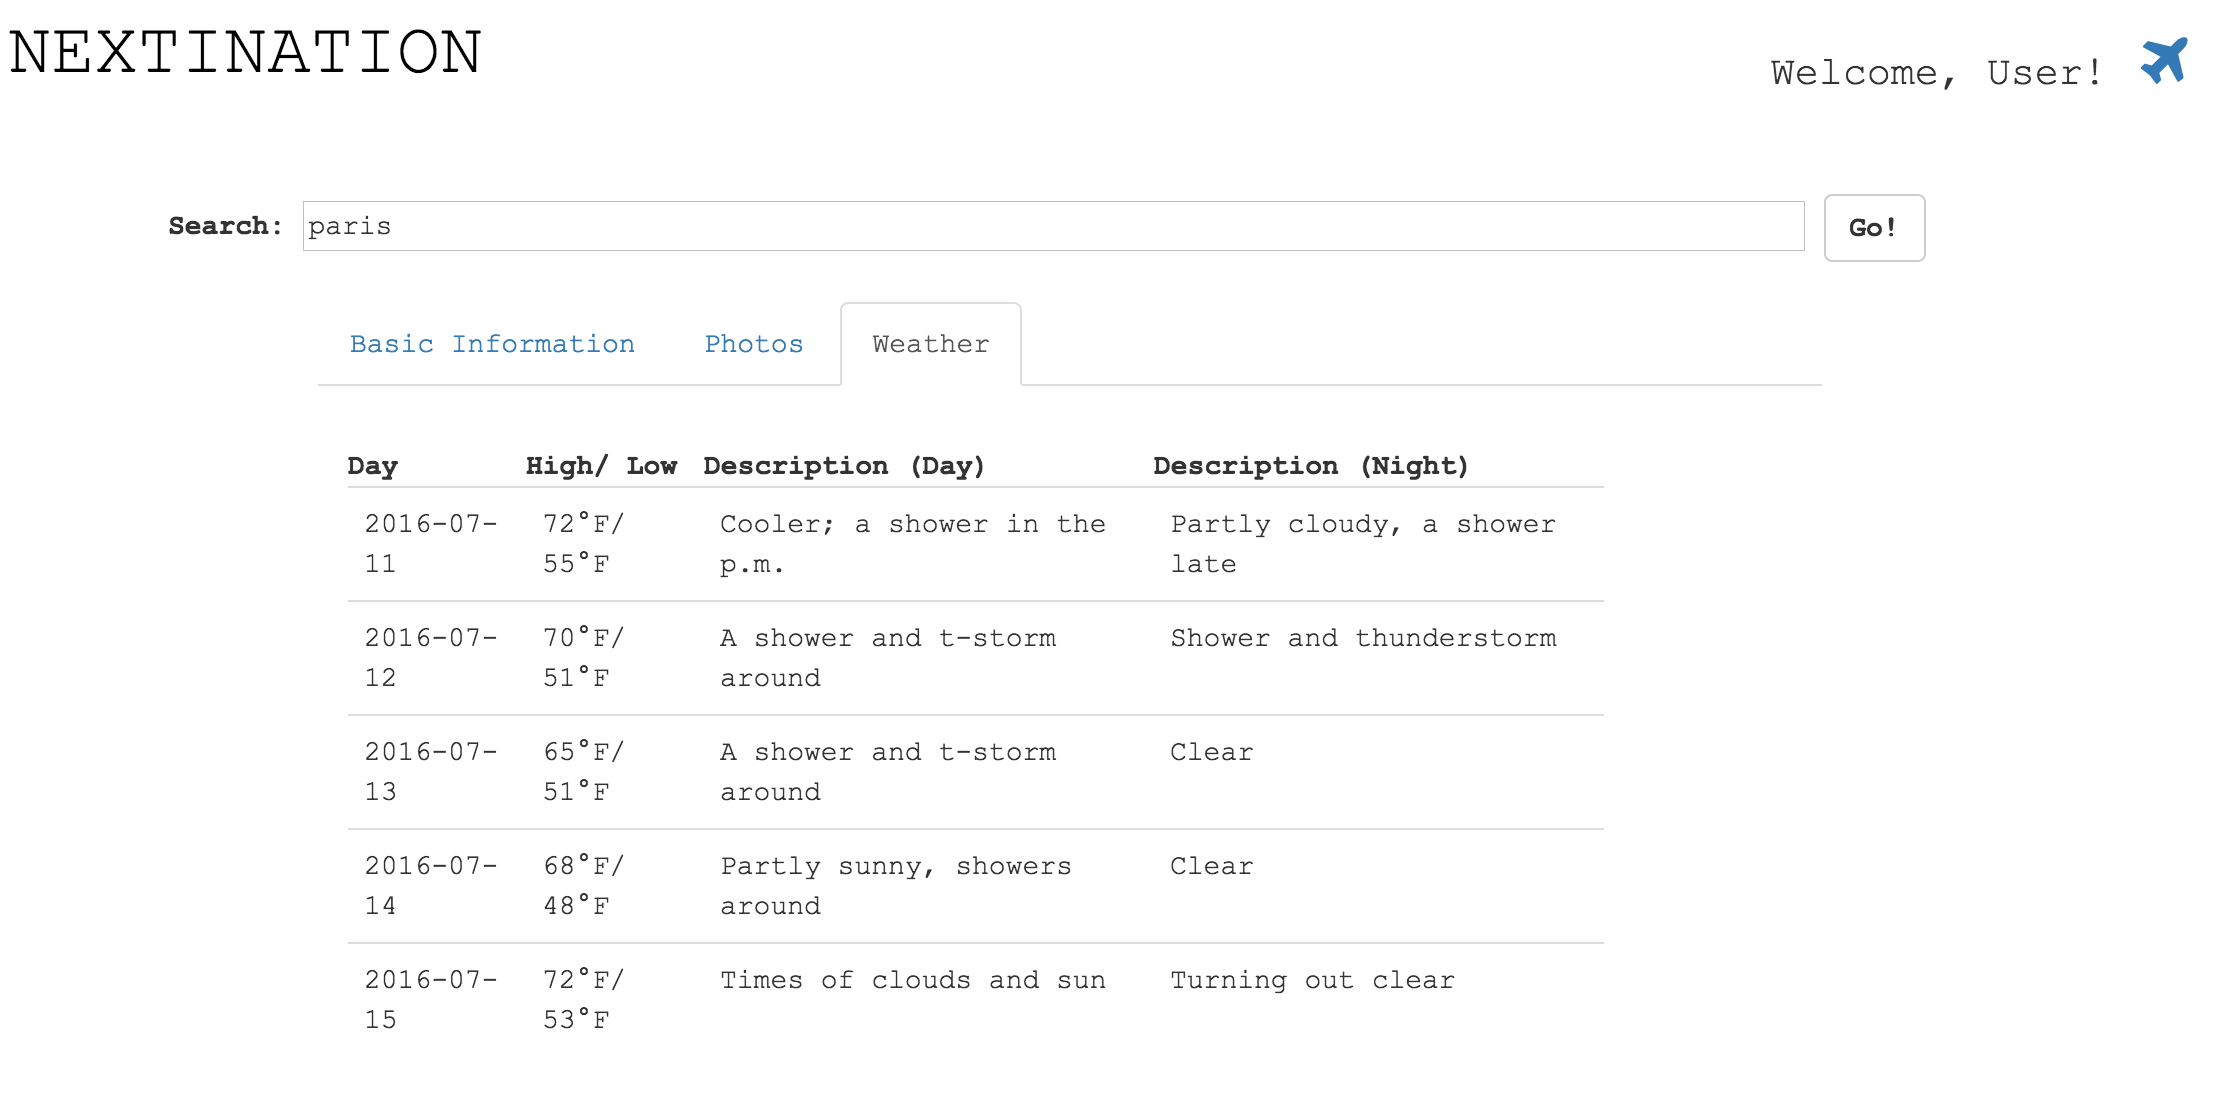 NEXTINATION
Welcome, User!
Search: paris Go!
Basic Information Photos Weather
Day High/ Low Description (Day) Description (Night)
2016-07- 72°F/ Cooler; a shower in the Partly cloudy, a shower
11 55°F p.m. late
2016-07- 70°F/ A shower and t-storm Shower and thunderstorm
12 51°F around
2016-07- 65°F/ A shower and t-storm Clear
13 51°F around
2016-07- 68°F/ Partly sunny, showers Clear
14 48°F around
2016-07- 72°F/ Times of clouds and sun Turning out clear
15 53°F